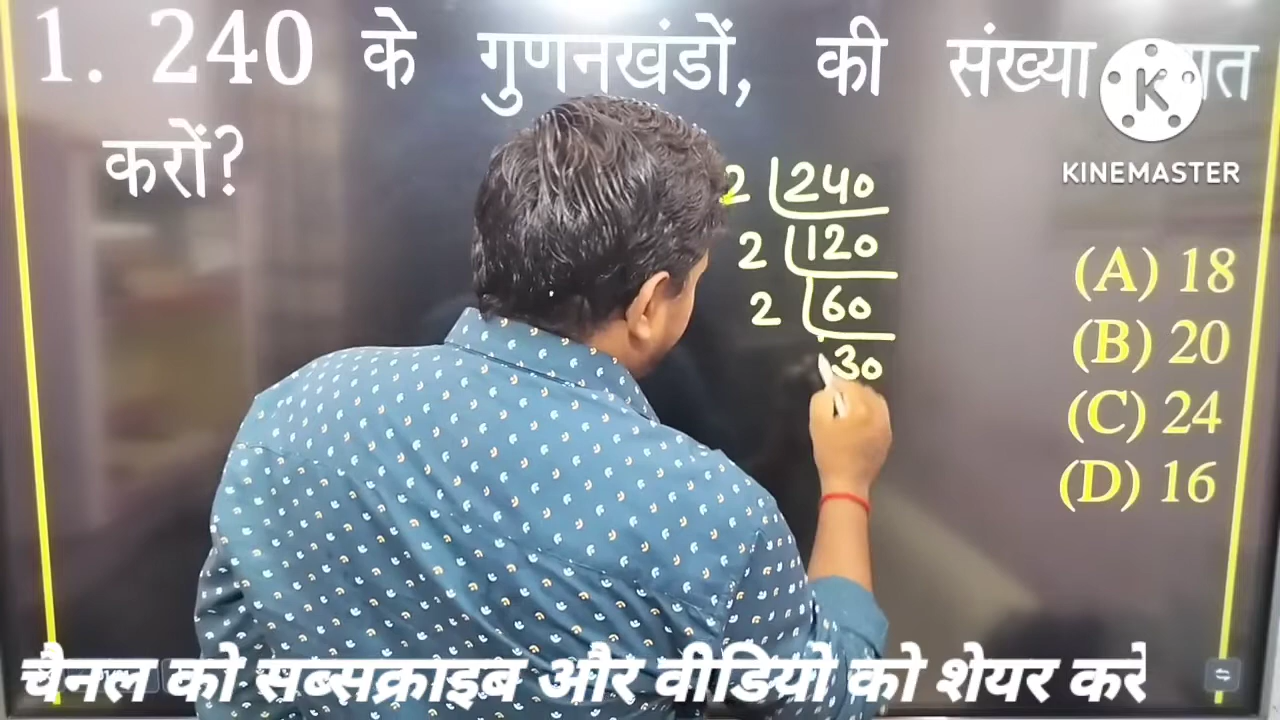 1. 240 के गुणनखंडों, की संख्या
करों?
2 240
2 120
2 60
30
KINEMASTER
(A) 18
(B) 20
(C) 24
(D) 16
चैनल को सब्सक्राइब और वीडियो को शेयर करे